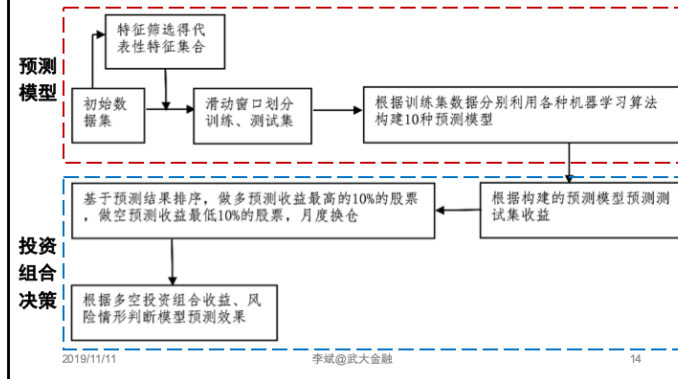 特征筛选得代
表性特征集合
预测
模型
初始数
据集
滑动窗口划分
训练、测试集
根据训练集数据分别利用各种机器学习算法
构建10种预测模型
基于预测结果排序，做多预测收益最高的10%的股票
，做空预测收益最低10%的股票，月度换仓
根据构建的预测模型预测测
试集收益
投资
组合
决策
根据多空投资组合收益、风
险情形判断模型预测效果
2019/11/11
李斌@武大金融
14